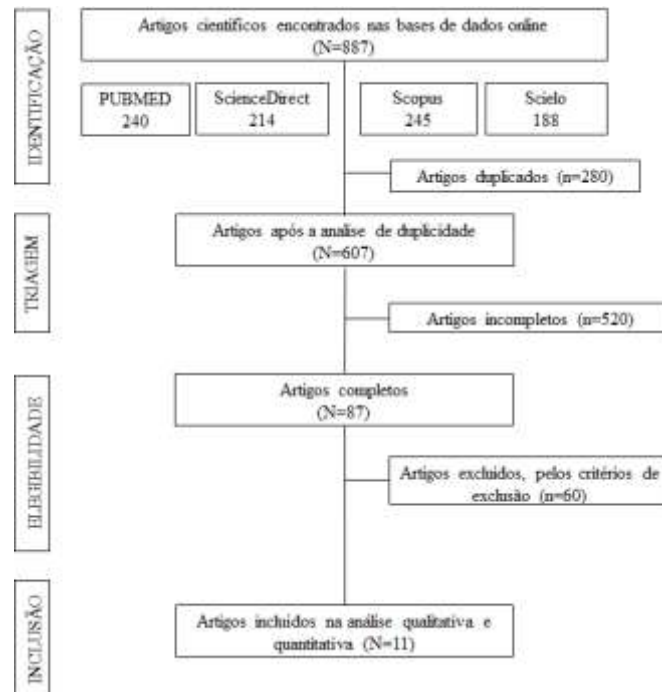 IDENTIFICAÇÃO
Artigos científicos encontrados nas bases de dados online
(N=887)
PUBMED
240
ScienceDirect
214
Scopus
245
Scielo
188
Artigos duplicados (n=280)
TRIAGEM
Artigos após a analise de duplicidade
(N=607)
Artigos incompletos (n=520)
ELEGIBILIDADE
Artigos completos
(N=87)
Artigos excluidos, pelos critérios de
exclusão (n=60)
INCLUSÃO
Artigos incluidos na análise qualitativa e
quantitativa (N=11)